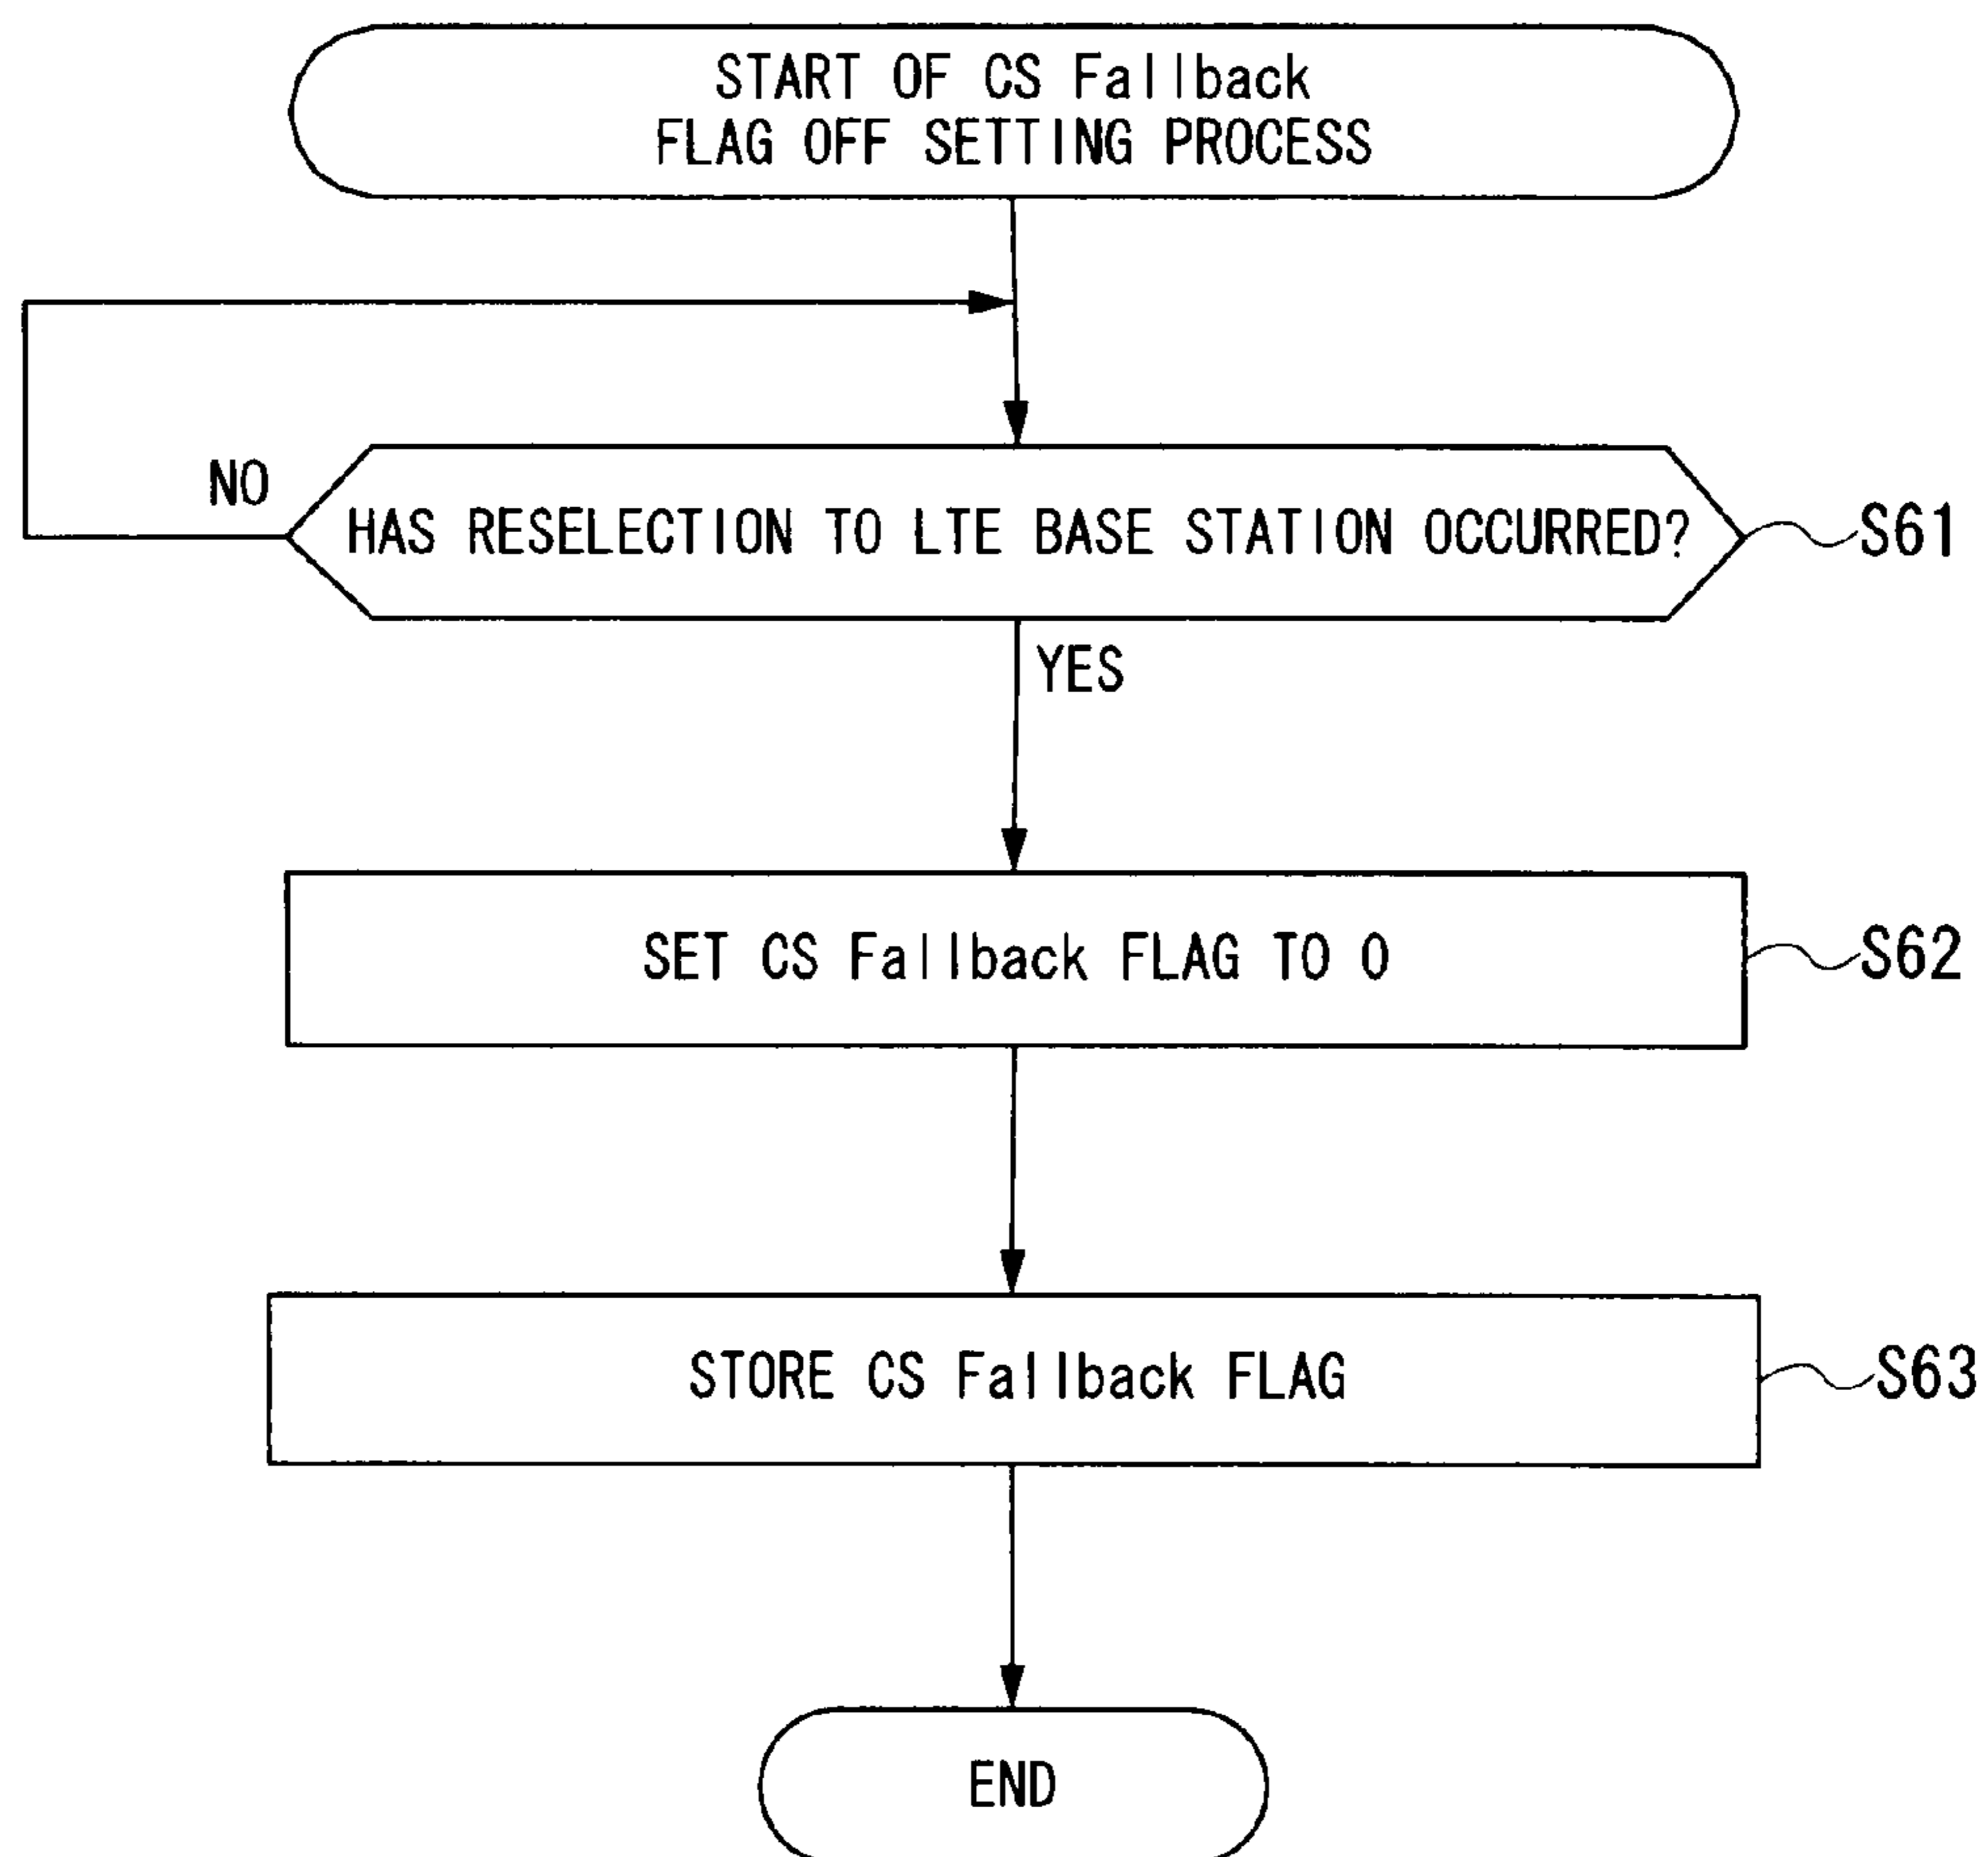 START OF CS Fallback
FLAG OFF SETTING PROCESS
NO
HAS RESELECTION TO LTE BASE STATION OCCURRED?
S61
YES
SET CS Fallback FLAG TO 0
S62
STORE CS Fallback FLAG
S63
END